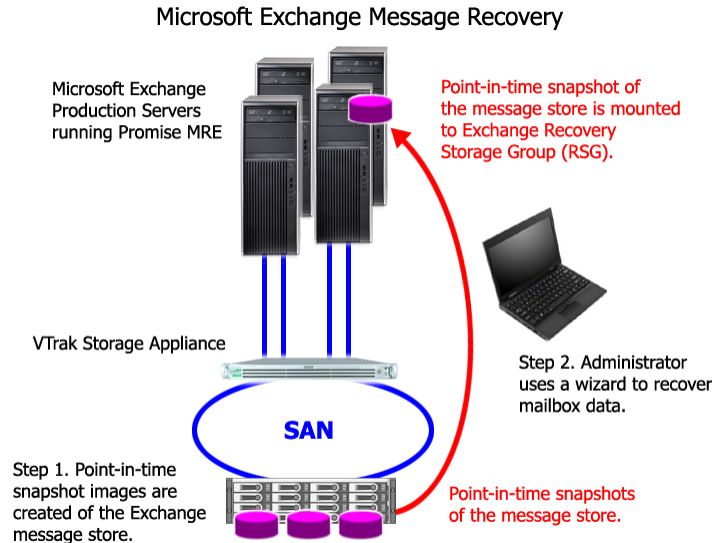 Microsoft Exchange Message Recovery
Microsoft Exchange
Production Servers
running Promise MRE
Point-in-time snapshot of
the message store is mounted
to Exchange Recovery
Storage Group (RSG).
VTrak Storage Appliance
Step 2. Administrator
uses a wizard to recover
mailbox data.
SAN
Step 1. Point-in-time
snapshot images are
created of the Exchange
message store.
Point-in-time snapshots
of the message store.